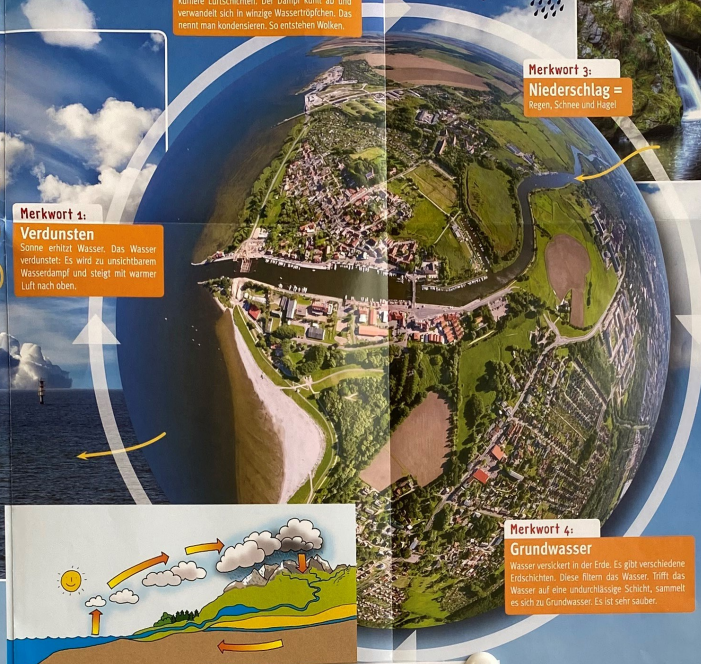 kühlere Luftschichten. Der Dampf kühlt ab und
verwandelt sich in winzige Wassertröpfchen. Das
nennt man kondensieren. So entstehen Wolken.
Merkwort 3:
Niederschlag =
Regen, Schnee und Hagel
Merkwort 1:
Verdunsten
Sonne erhitzt Wasser. Das Wasser
verdunstet: Es wird zu unsichtbarem
Wasserdampf und steigt mit warmer
Luft nach oben.
Merkwort 4:
Grundwasser
Wasser versickert in der Erde. Es gibt verschiedene
Erdschichten. Diese filtern das Wasser. Trifft das
Wasser auf eine undurchlässige Schicht, sammelt
es sich zu Grundwasser. Es ist sehr sauber.